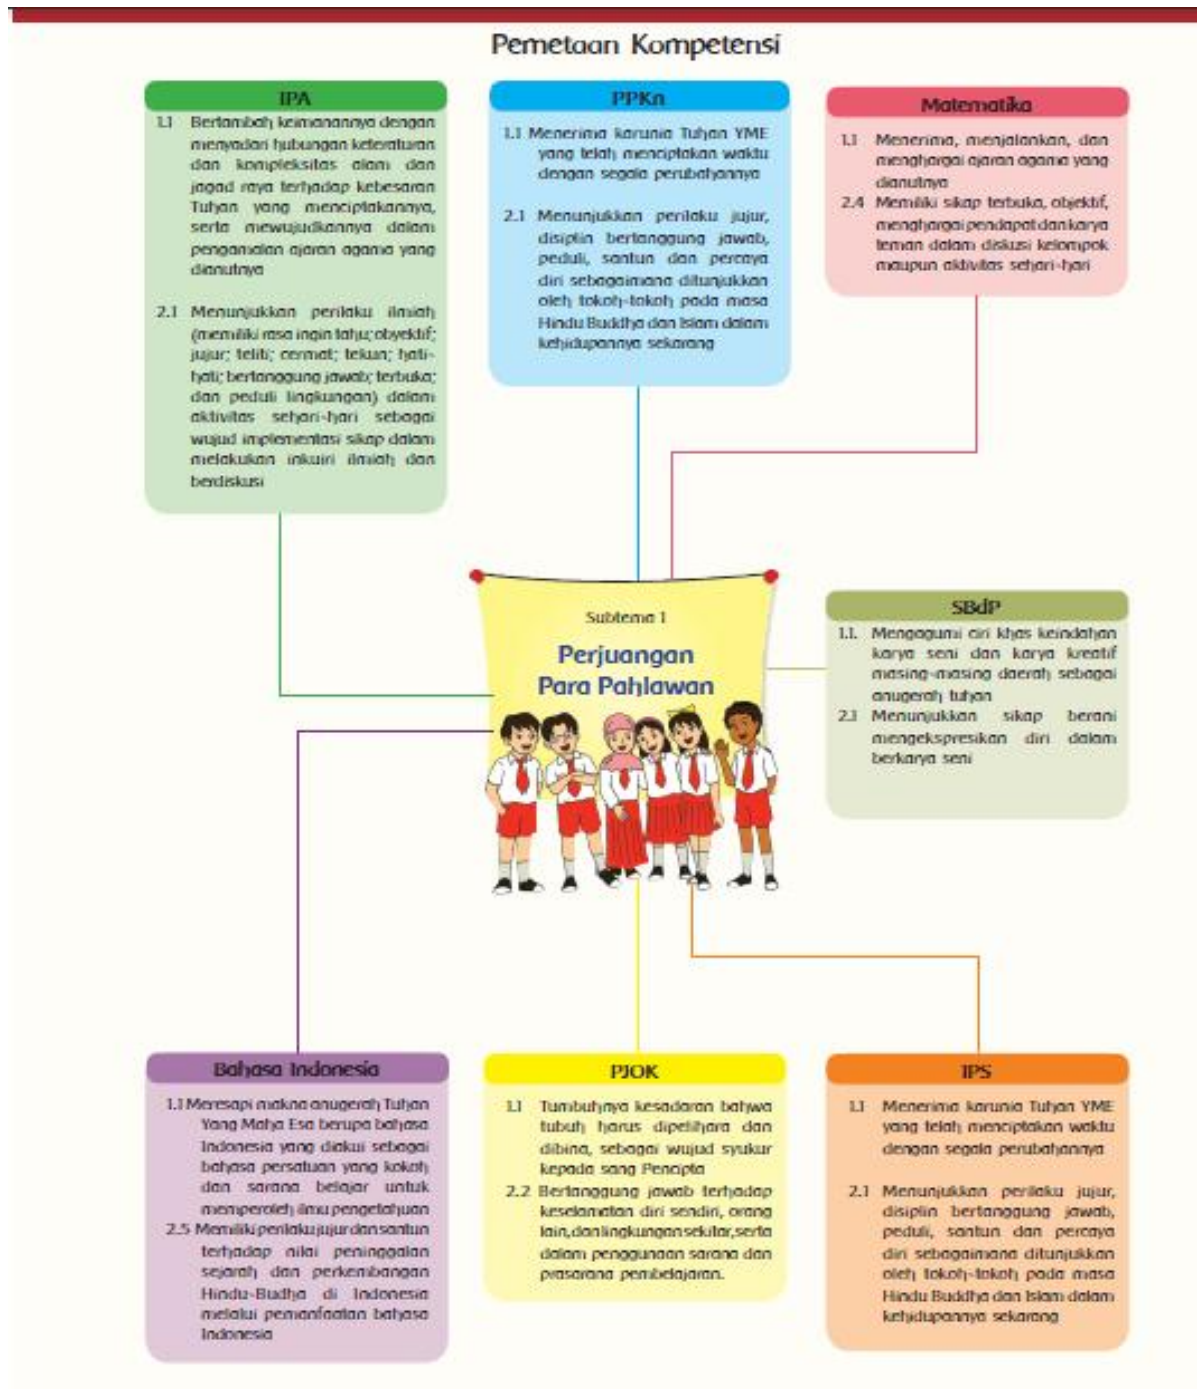 Pemetaan Kompetensi
IPA
1.1 Bertambah keimanannya dengan
menyadari hubungan keteraturan
dan kompleksitas alam dan
jagad raya terhadap kebesaran
Tuhan yang menciptakannya,
serta mewujudkannya dalam
pengamalan ajaran agama yang
dianutnya
2.1 Menunjukkan perilaku ilmiah
(memiliki rasa ingin tahu; obyektif;
jujur; teliti; cermat; tekun; hati-
hati; bertanggung jawab; terbuka;
dan peduli lingkungan) dalam
aktivitas sehari-hari sebagai
wujud implementasi sikap dalam
melakukan inkuiri ilmiah dan
berdiskusi
PPKn
1.1 Menerima karunia Tuhan YME
yang telah menciptakan waktu
dengan segala perubahannya
2.1 Menunjukkan perilaku jujur,
disiplin bertanggung jawab,
peduli, santun dan percaya
diri sebagaimana ditunjukkan
oleh tokoh-tokoh pada masa
Hindu Buddha dan Islam dalam
kehidupannya sekarang
Matematika
1.1 Menerima, menjalankan, dan
menghargai ajaran agama yang
dianutnya
2.4 Memiliki sikap terbuka, objektif,
menghargai pendapat dan karya
teman dalam diskusi kelompok
maupun aktivitas sehari-hari
Subtema 1
Perjuangan
Para Pahlawan
SBdP
1.1. Mengagumi ciri khas keindahan
karya seni dan karya kreatif
masing-masing daerah sebagai
anugerah tuhan
2.1 Menunjukkan sikap berani
mengekspresikan diri dalam
berkarya seni
Bahasa Indonesia
1.1 Meresapi makna anugerah Tuhan
Yang Maha Esa berupa bahasa
Indonesia yang diakui sebagai
bahasa persatuan yang kokoh
dan sarana belajar untuk
memperoleh ilmu pengetahuan
2.5 Memiliki perilaku jujur dan santun
terhadap nilai peninggalan
sejarah dan perkembangan
Hindu-Budha di Indonesia
melalui pemanfaatan bahasa
Indonesia
PJOK
1.1 Tumbuhnya kesadaran bahwa
tubuh harus dipelihara dan
dibina, sebagai wujud syukur
kepada sang Pencipta
2.2 Bertanggung jawab terhadap
keselamatan diri sendiri, orang
lain, dan lingkungan sekitar, serta
dalam penggunaan sarana dan
prasarana pembelajaran.
IPS
1.1 Menerima karunia Tuhan YME
yang telah menciptakan waktu
dengan segala perubahannya
2.1 Menunjukkan perilaku jujur,
disiplin bertanggung jawab,
peduli, santun dan percaya
diri sebagaimana ditunjukkan
oleh tokoh-tokoh pada masa
Hindu Buddha dan Islam dalam
kehidupannya sekarang